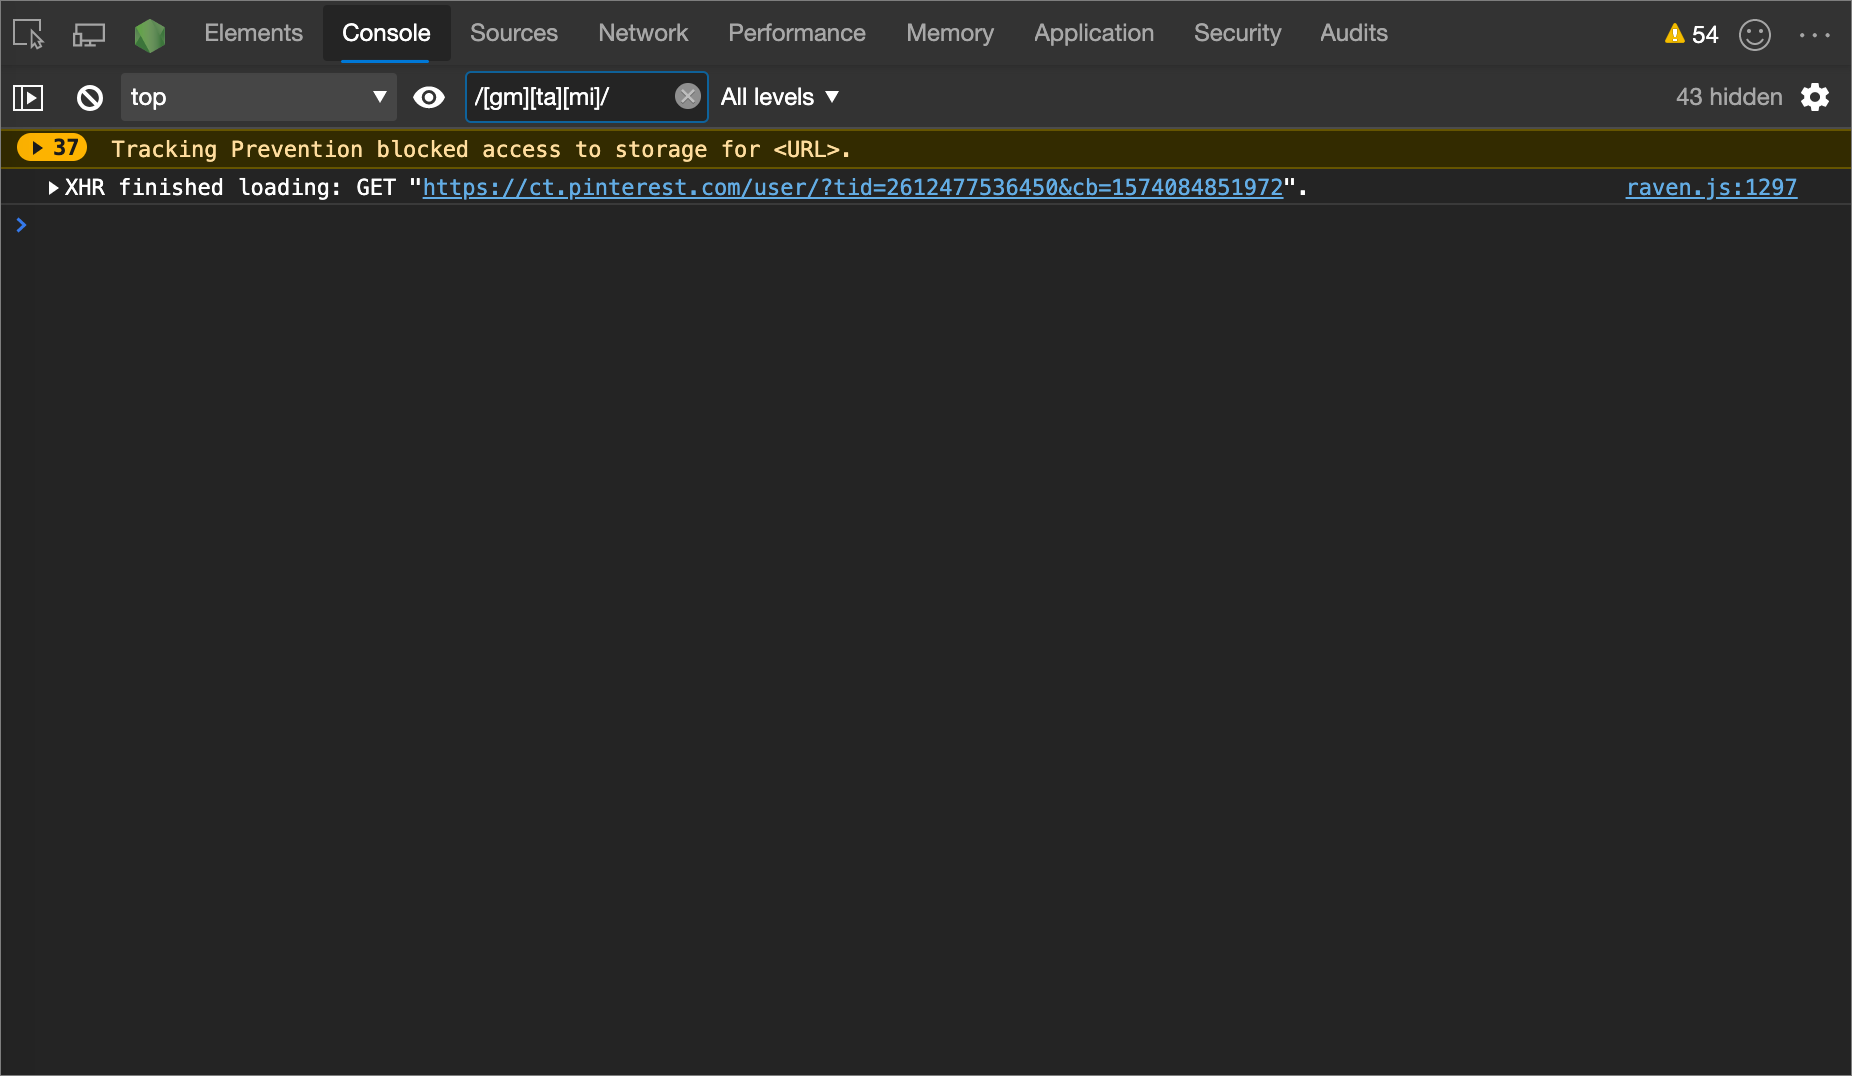 Elements Console Sources Network Performance Memory Application Security Audits 54
top /[gm][ta][mi]/ All levels 43 hidden
37 Tracking Prevention blocked access to storage for <URL>.
XHR finished loading: GET "https://ct.pinterest.com/user/?tid=2612477536450&cb=1574084851972". raven.js:1297